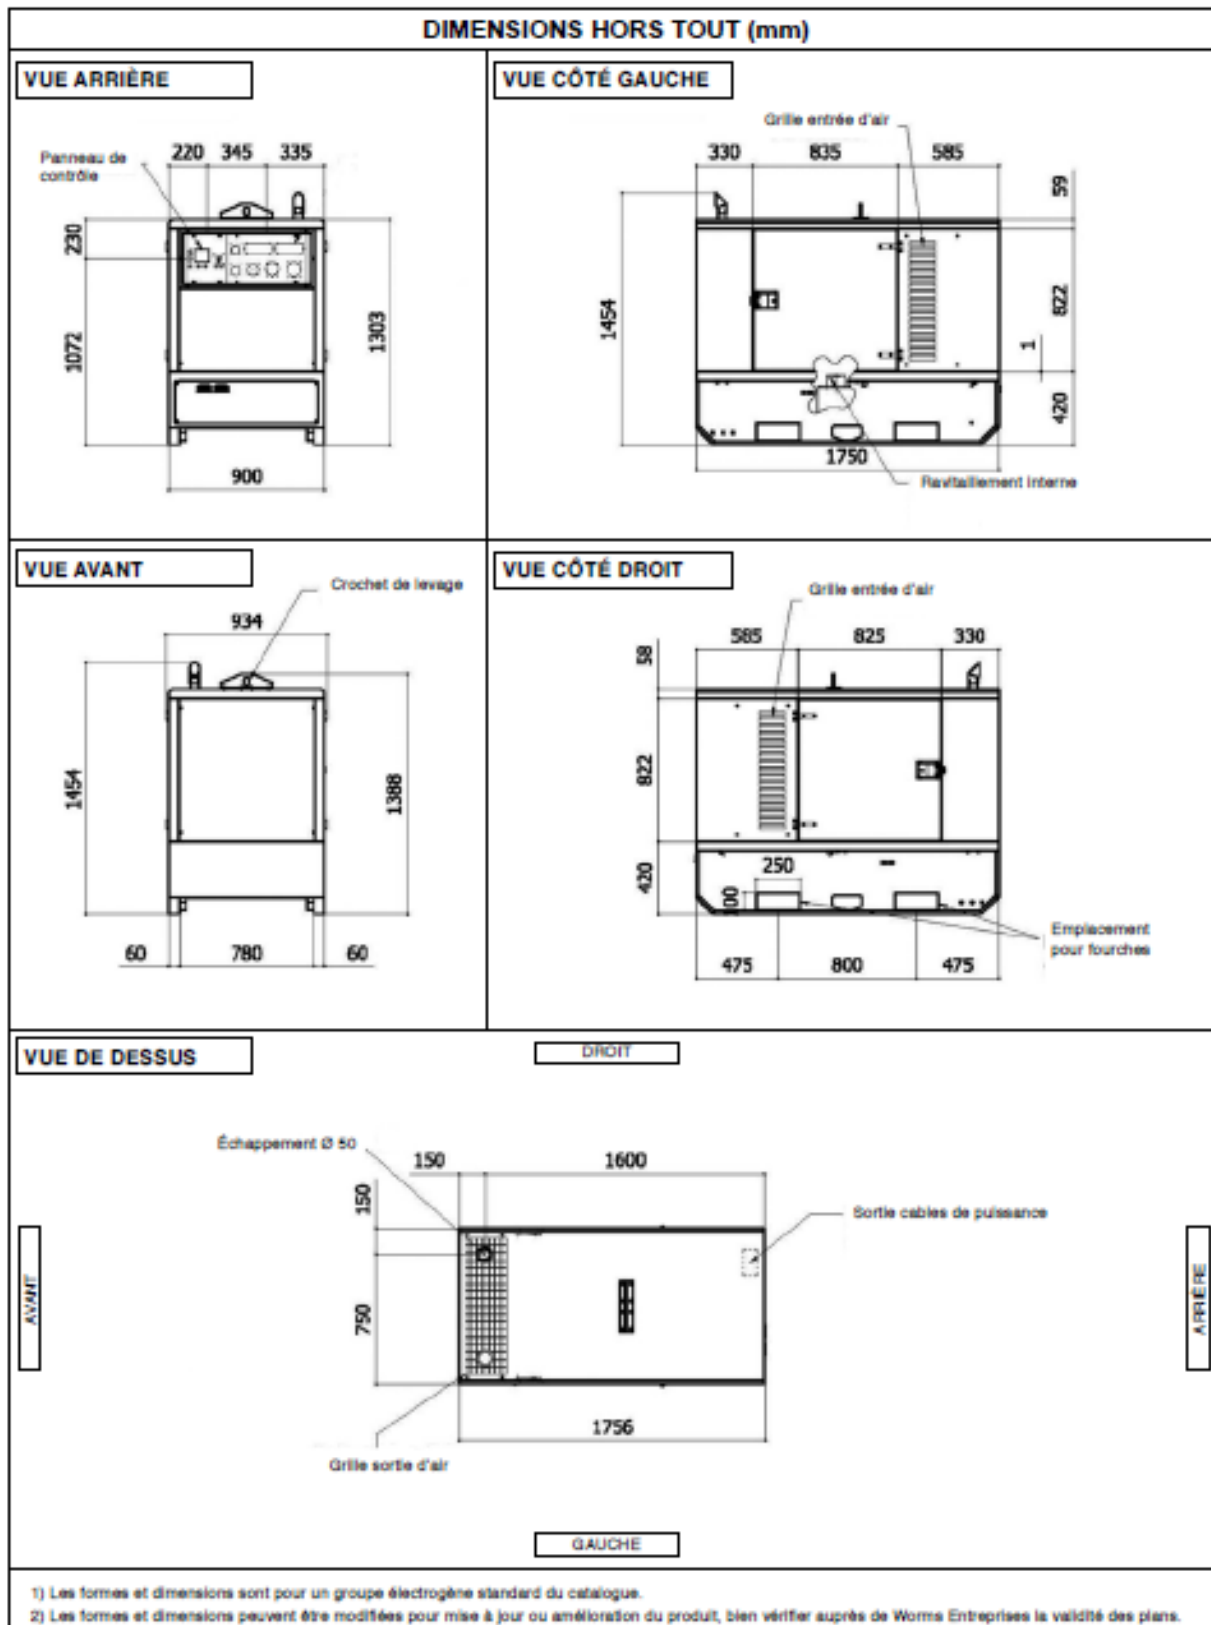 DIMENSIONS HORS TOUT (mm)
VUE ARRIÈRE
Panneau de
contrôle
220 345 335
230
1072
1303
900
VUE CÔTÉ GAUCHE
Grille entrée d'air
330 835 585
59
1454
822
1
420
1750
Ravitaillement interne
VUE AVANT
Crochet de levage
934
1454
1388
60 780 60
VUE CÔTÉ DROIT
Grille entrée d'air
585 825 330
58
822
420
250
100
Emplacement
pour fourches
475 800 475
VUE DE DESSUS
DROIT
Échappement Ø 50
150 1600
150
Sortie cables de puissance
AVANT
750
ARRIÈRE
1756
Grille sortie d'air
GAUCHE
1) Les formes et dimensions sont pour un groupe électrogène standard du catalogue.
2) Les formes et dimensions peuvent être modifiées pour mise à jour ou amélioration du produit, bien vérifier auprès de Worms Entreprises la validité des plans.